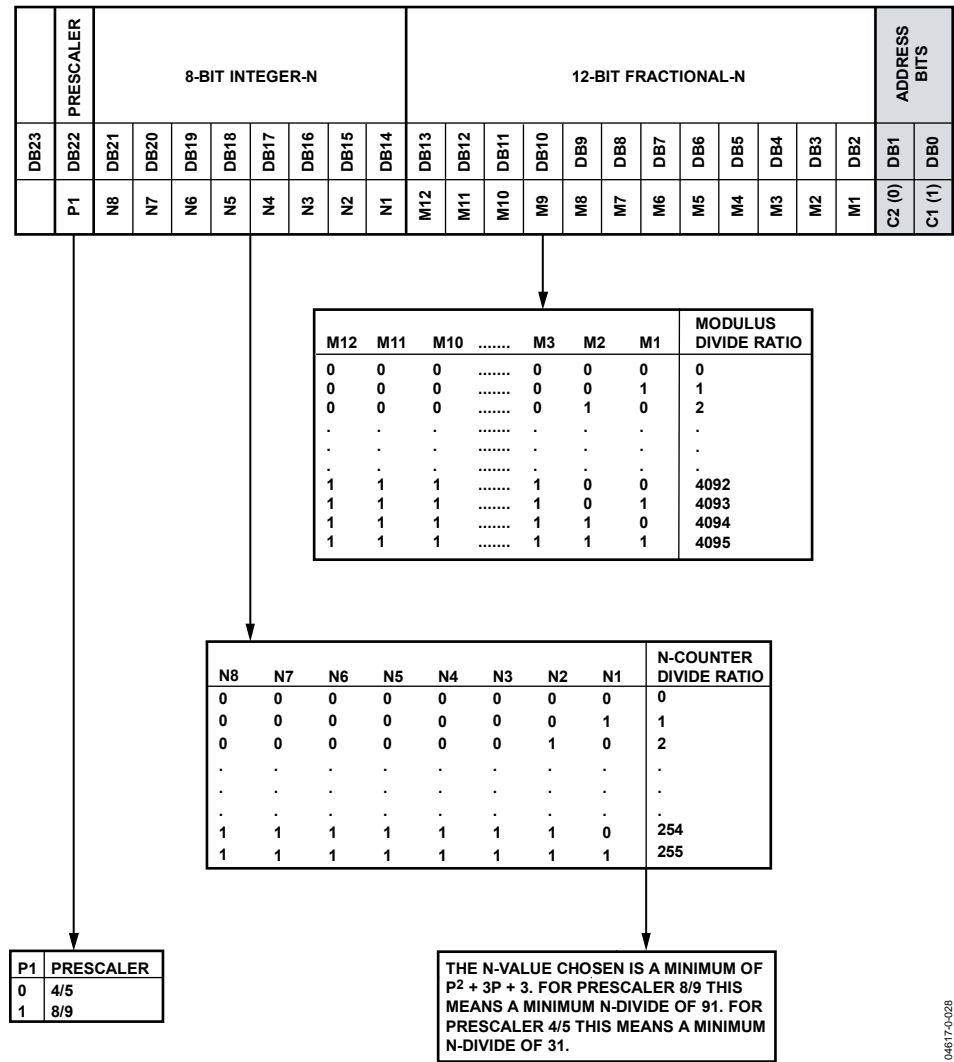 PRESCALER 8-BIT INTEGER-N 12-BIT FRACTIONAL-N ADDRESS BITS
DB23 DB22 DB21 DB20 DB19 DB18 DB17 DB16 DB15 DB14 DB13 DB12 DB11 DB10 DB9 DB8 DB7 DB6 DB5 DB4 DB3 DB2 DB1 DB0
P1 N8 N7 N6 N5 N4 N3 N2 N1 M12 M11 M10 M9 M8 M7 M6 M5 M4 M3 M2 M1 C2 (0) C1 (1)
M12 M11 M10 ....... M3 M2 M1 MODULUS DIVIDE RATIO
0 0 0 ....... 0 0 0 0
0 0 0 ....... 0 0 1 1
0 0 0 ....... 0 1 0 2
. . . ....... . . . .
. . . ....... . . . .
. . . ....... . . . .
1 1 1 ....... 1 0 0 4092
1 1 1 ....... 1 0 1 4093
1 1 1 ....... 1 1 0 4094
1 1 1 ....... 1 1 1 4095
N8 N7 N6 N5 N4 N3 N2 N1 N-COUNTER DIVIDE RATIO
0 0 0 0 0 0 0 0 0
0 0 0 0 0 0 0 1 1
0 0 0 0 0 0 1 0 2
. . . . . . . . .
. . . . . . . . .
. . . . . . . . .
1 1 1 1 1 1 1 0 254
1 1 1 1 1 1 1 1 255
P1 PRESCALER
0 4/5
1 8/9
THE N-VALUE CHOSEN IS A MINIMUM OF
P² + 3P + 3. FOR PRESCALER 8/9 THIS
MEANS A MINIMUM N-DIVIDE OF 91. FOR
PRESCALER 4/5 THIS MEANS A MINIMUM
N-DIVIDE OF 31.
04617-0-028